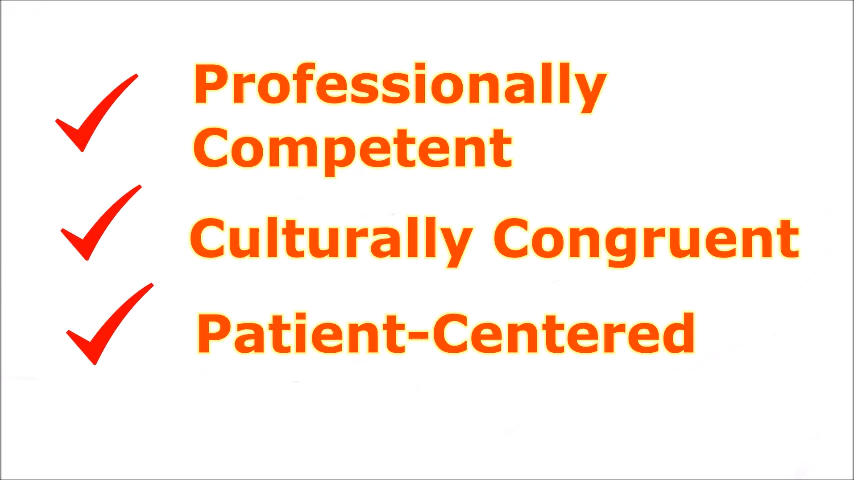 Professionally
Competent
Culturally Congruent
Patient-Centered